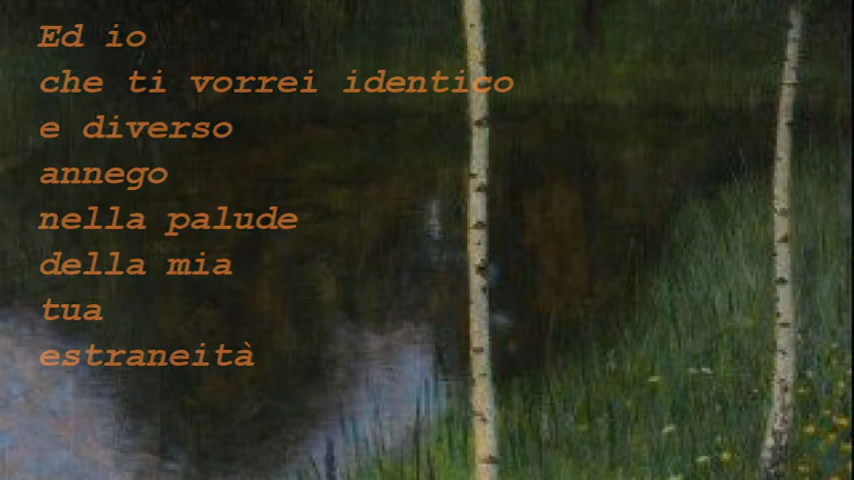 Ed io
che ti vorrei identico
e diverso
annego
nella palude
della mia
tua
estraneità